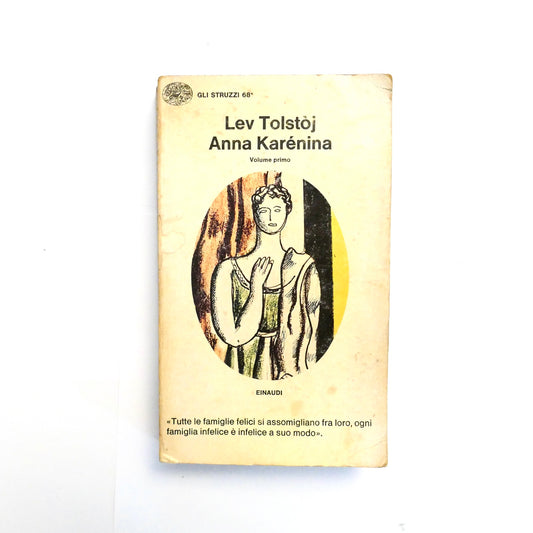 GLI STRUZZI 68*
Lev Tolstòj
Anna Karénina
Volume primo
EINAUDI
«Tutte le famiglie felici si assomigliano fra loro, ogni
famiglia infelice è infelice a suo modo».